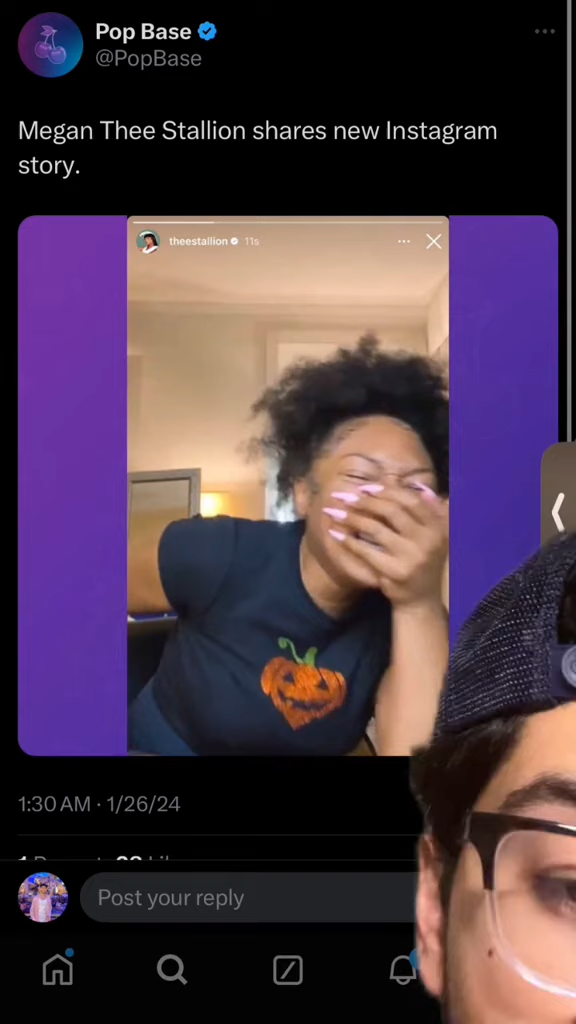 Pop Base
@PopBase
Megan Thee Stallion shares new Instagram
story.
theestallion 11s
1:30 AM · 1/26/24
Post your reply